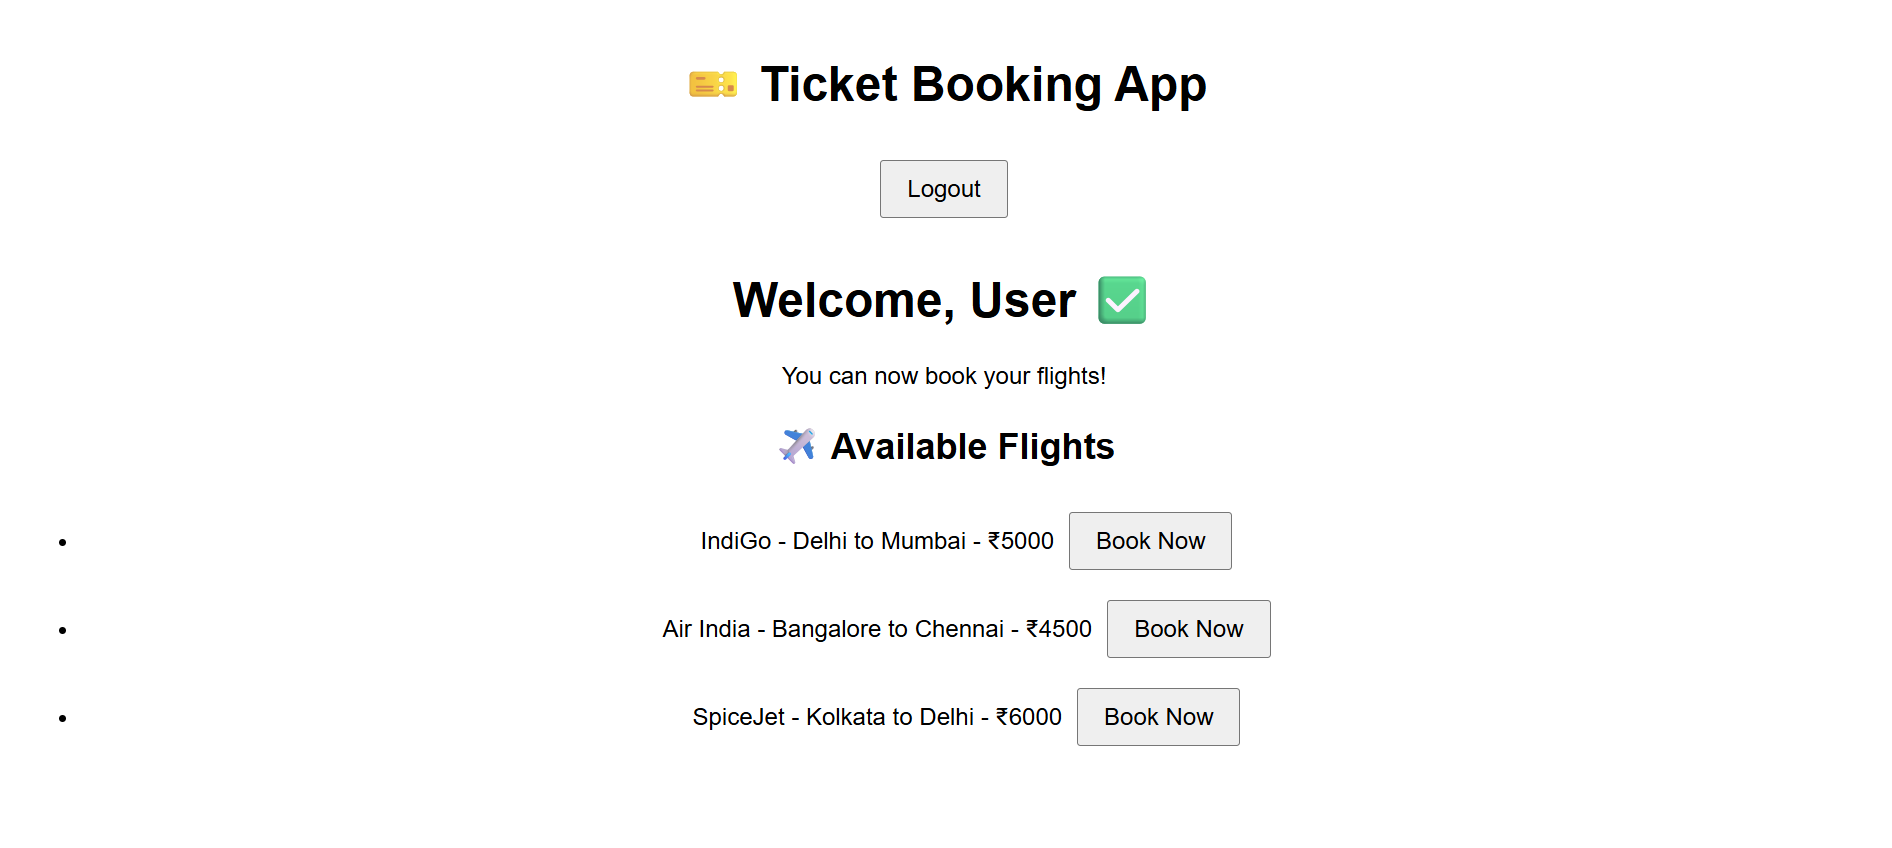 🎫 Ticket Booking App
Logout
Welcome, User ✅
You can now book your flights!
✈️ Available Flights
• IndiGo - Delhi to Mumbai - ₹5000 Book Now
• Air India - Bangalore to Chennai - ₹4500 Book Now
• SpiceJet - Kolkata to Delhi - ₹6000 Book Now